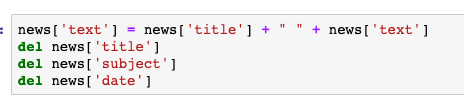 news['text'] = news['title'] + " " + news['text']
del news['title']
del news['subject']
del news['date']